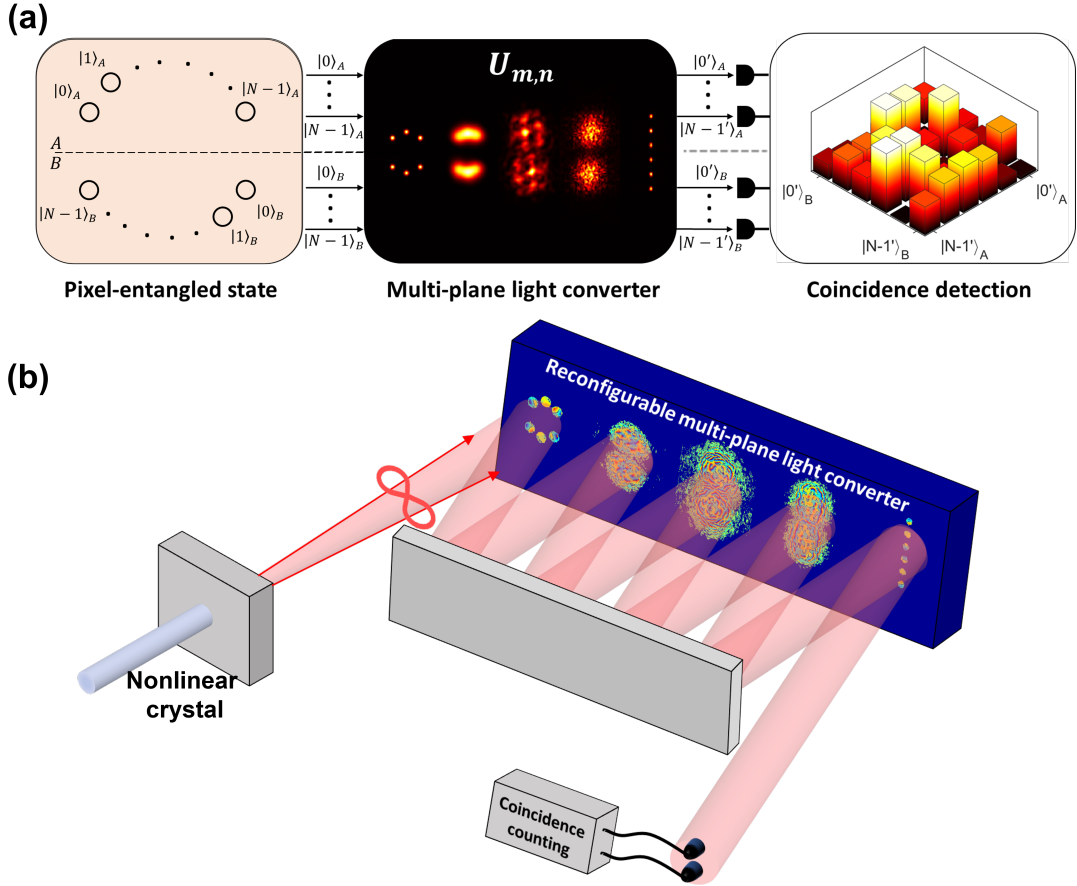 (a)
|1⟩_A
|0⟩_A
|N − 1⟩_A
A
B
|0⟩_B
|N − 1⟩_B
|1⟩_B
|0⟩_A
|N − 1⟩_A
|0⟩_B
|N − 1⟩_B
U_{m,n}
|0′⟩_A
|N − 1′⟩_A
|0′⟩_B
|N − 1′⟩_B
|0'⟩_B
|0'⟩_A
|N-1'⟩_B
|N-1'⟩_A
Pixel-entangled state
Multi-plane light converter
Coincidence detection
(b)
Reconfigurable multi-plane light converter
Nonlinear
crystal
Coincidence
counting